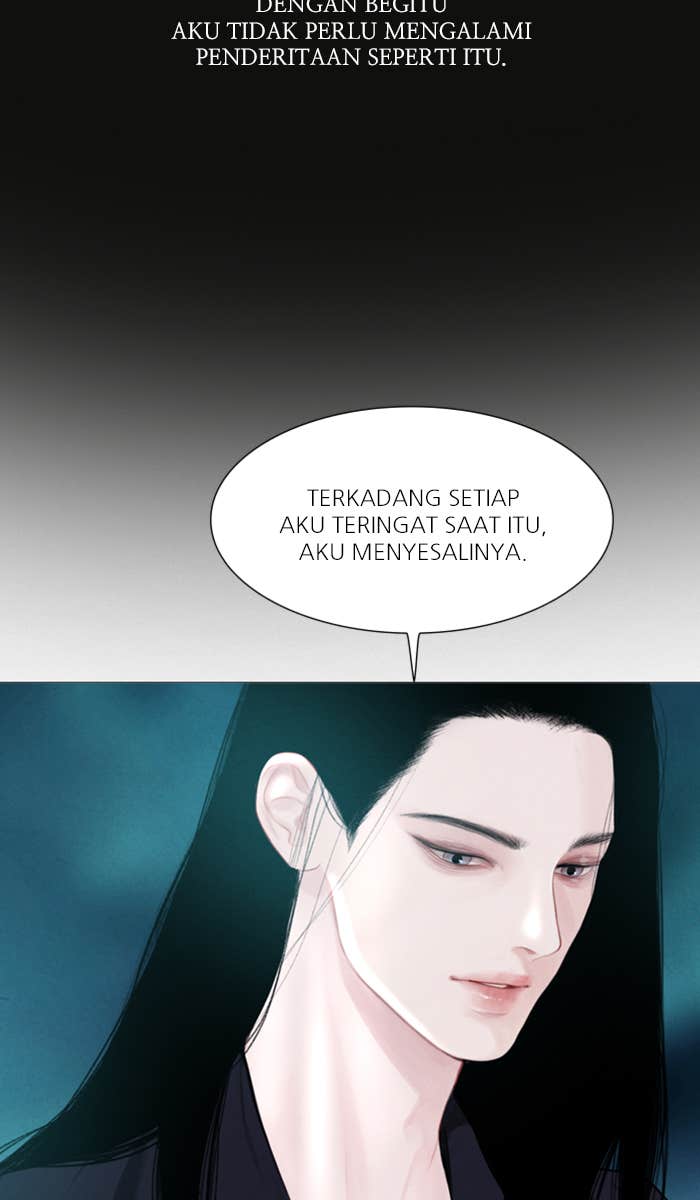 DENGAN BEGITU
AKU TIDAK PERLU MENGALAMI
PENDERITAAN SEPERTI ITU.
TERKADANG SETIAP
AKU TERINGAT SAAT ITU,
AKU MENYESALINYA.